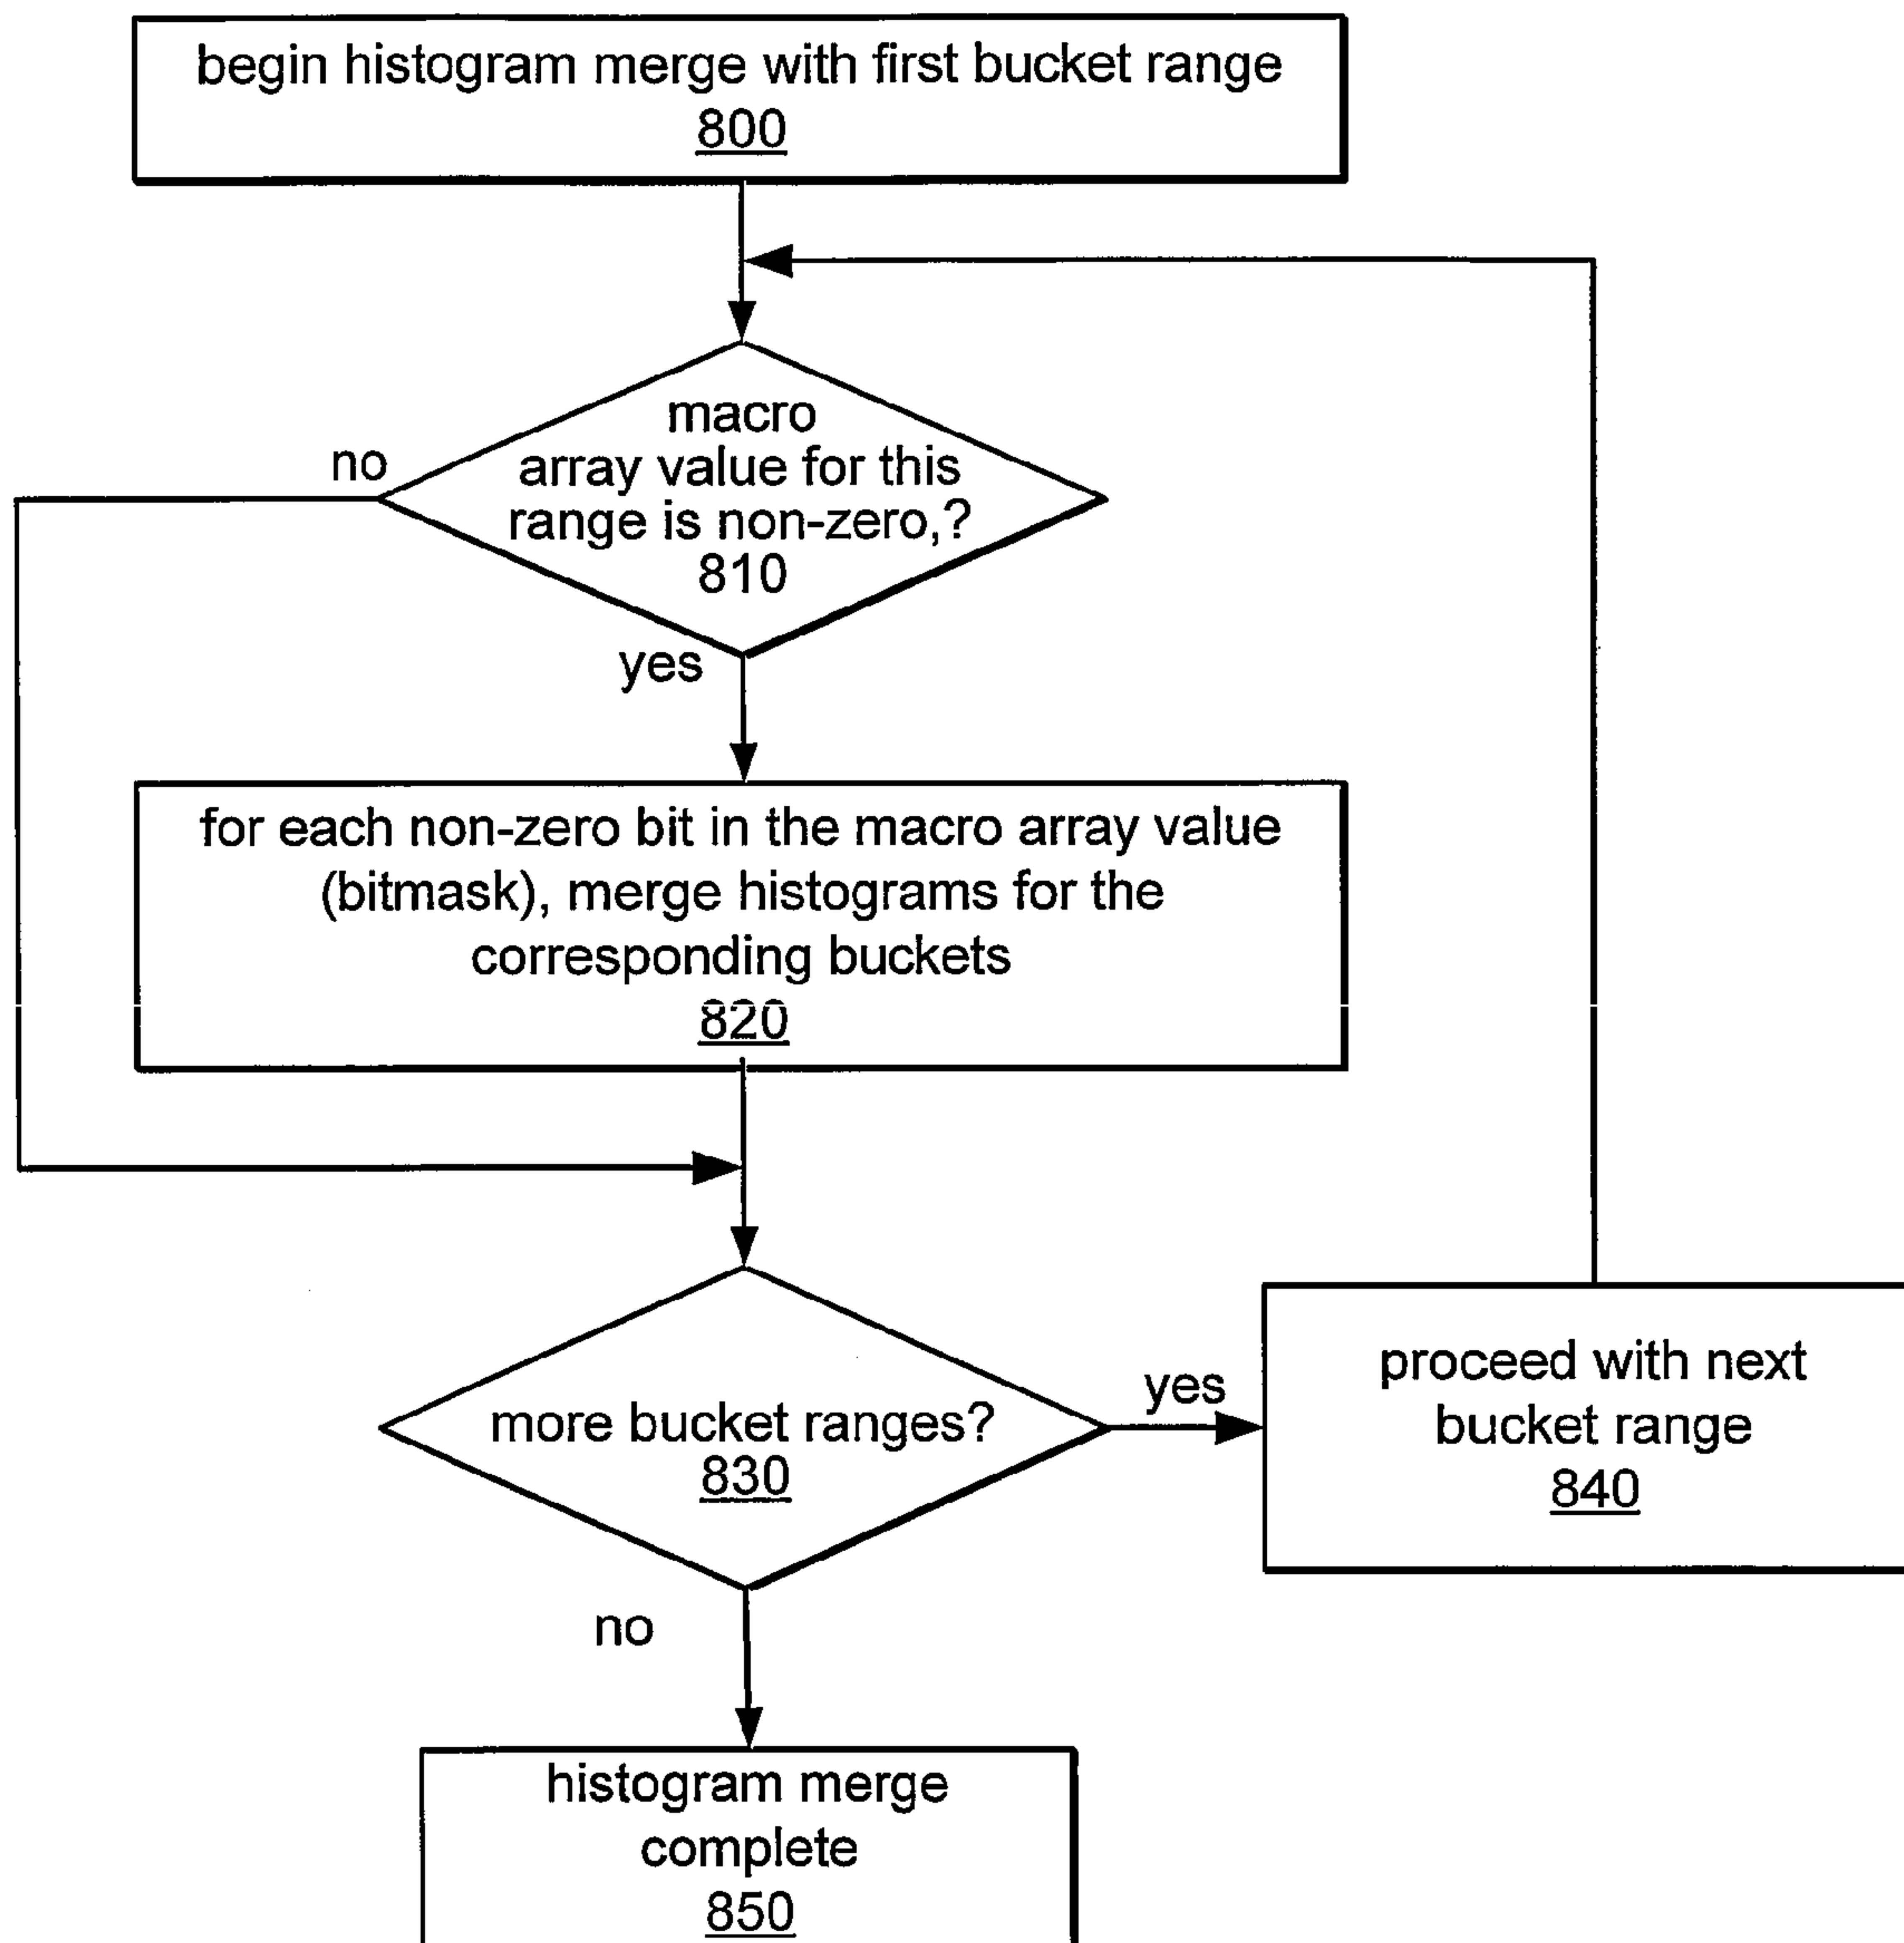 begin histogram merge with first bucket range
800
macro
array value for this
range is non-zero,?
810
no
yes
for each non-zero bit in the macro array value
(bitmask), merge histograms for the
corresponding buckets
820
more bucket ranges?
830
yes
proceed with next
bucket range
840
no
histogram merge
complete
850